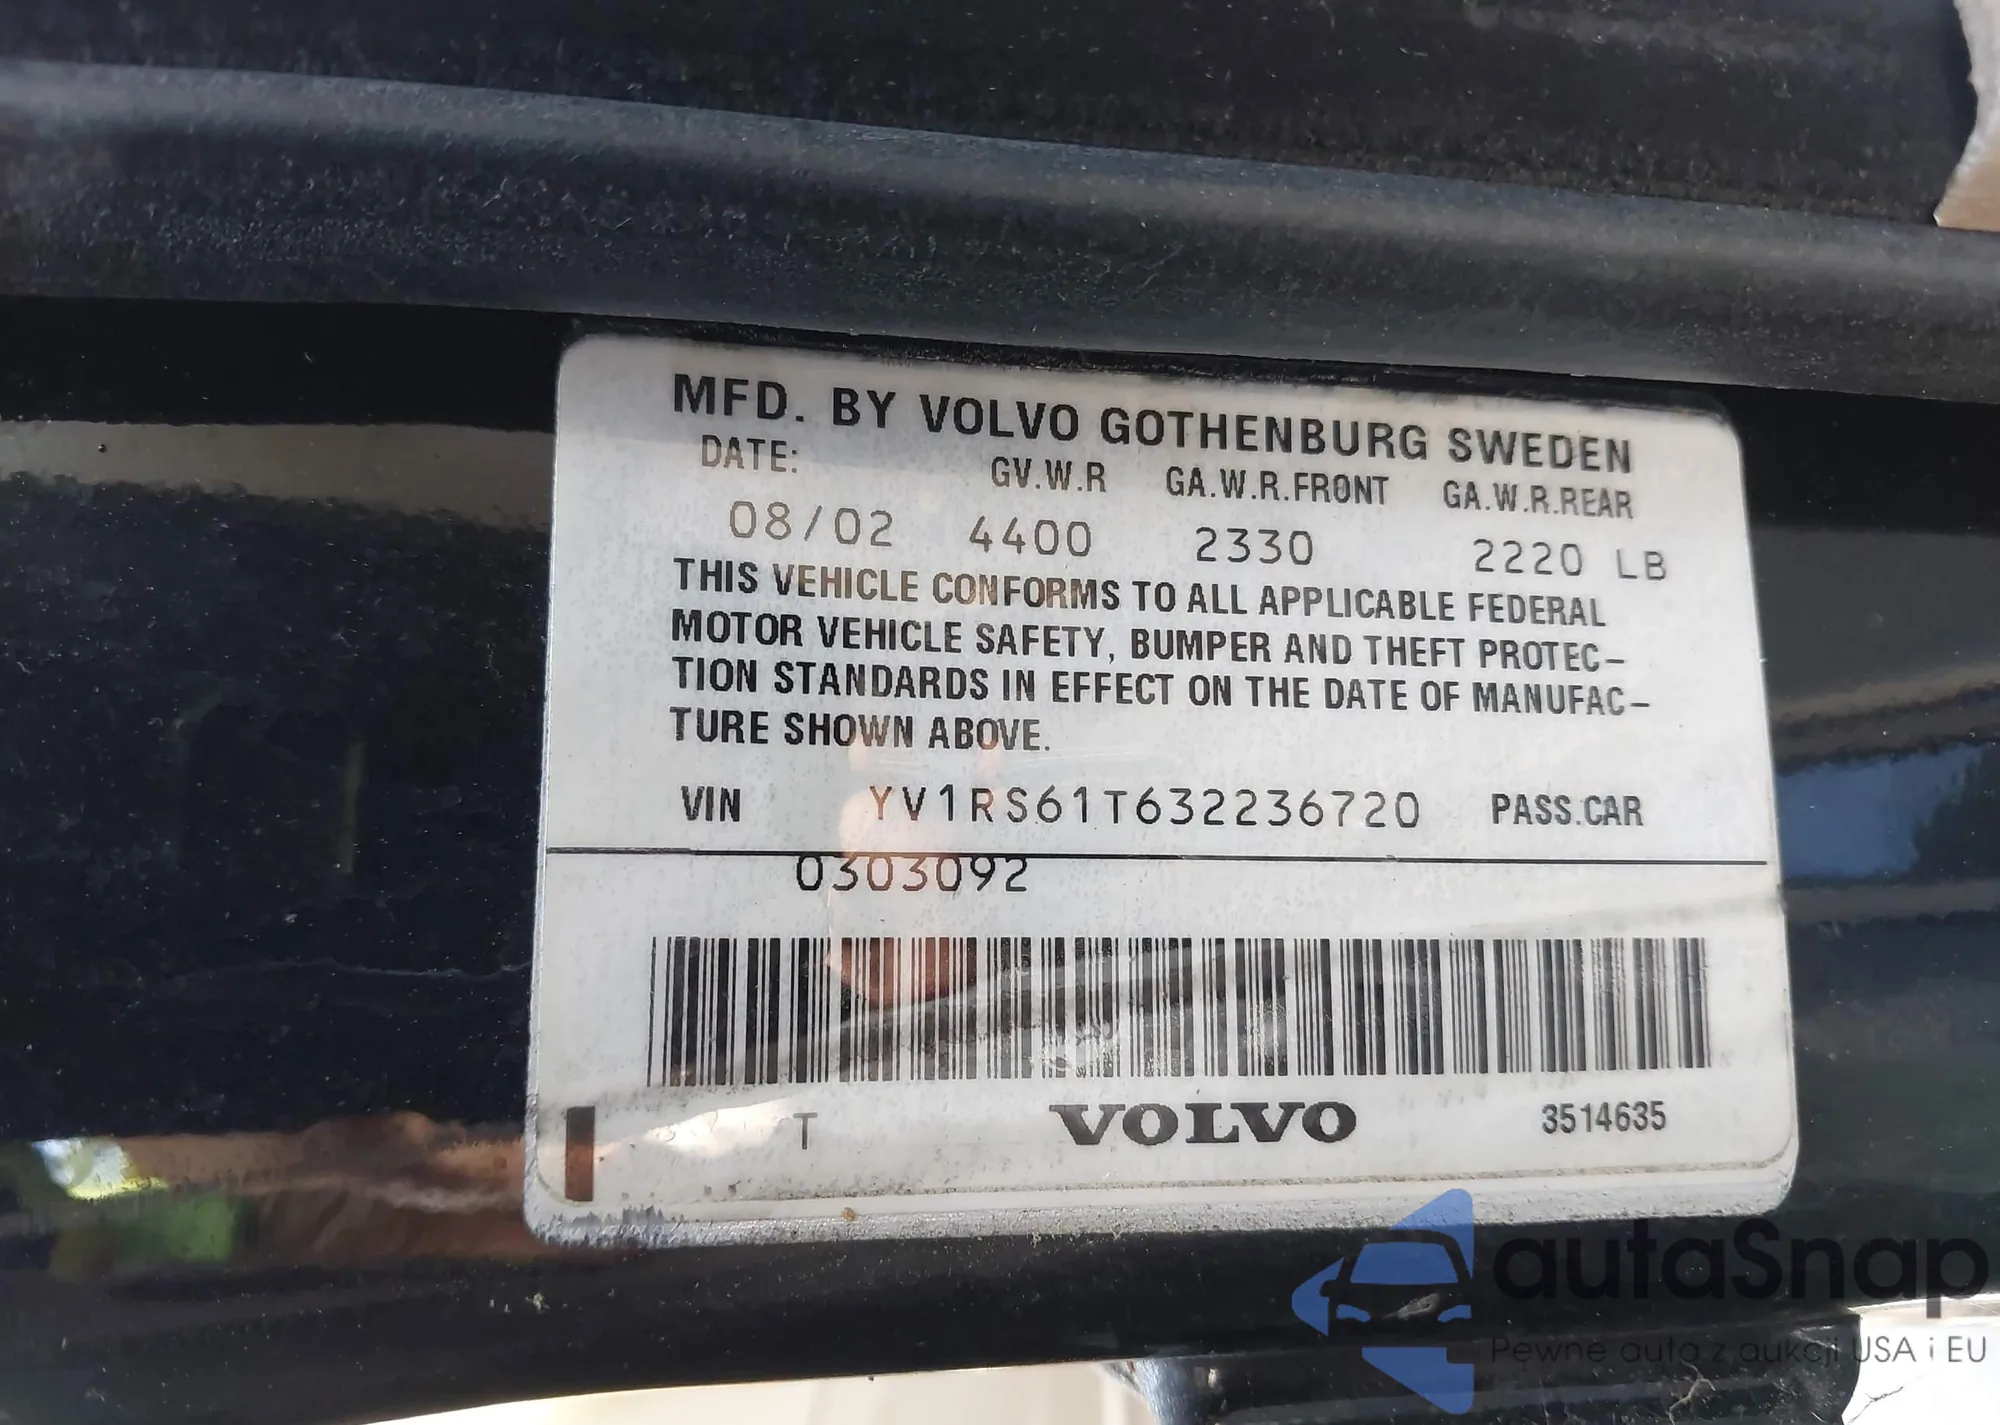 MFD. BY VOLVO GOTHENBURG SWEDEN
DATE: GV.W.R GA.W.R.FRONT GA.W.R.REAR
08/02 4400 2330 2220 LB
THIS VEHICLE CONFORMS TO ALL APPLICABLE FEDERAL
MOTOR VEHICLE SAFETY, BUMPER AND THEFT PROTEC-
TION STANDARDS IN EFFECT ON THE DATE OF MANUFAC-
TURE SHOWN ABOVE.
VIN YV1RS61T632236720 PASS.CAR
0303092
T VOLVO 3514635
autaSnap
Pewne auta z aukcji USA i EU